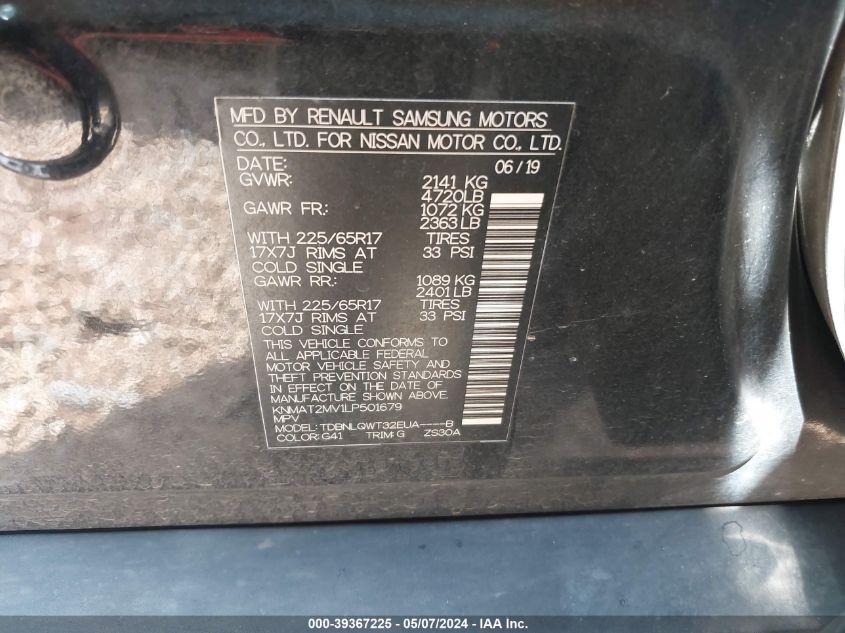 MFD BY RENAULT SAMSUNG MOTORS
CO., LTD. FOR NISSAN MOTOR CO., LTD.
DATE: 06/19
GVWR: 2141 KG
4720LB
GAWR FR.: 1072 KG
2363 LB
WITH 225/65R17 TIRES
17X7J RIMS AT 33 PSI
COLD SINGLE
GAWR RR.: 1089 KG
2401 LB
WITH 225/65R17 TIRES
17X7J RIMS AT 33 PSI
COLD SINGLE
THIS VEHICLE CONFORMS TO
ALL APPLICABLE FEDERAL
MOTOR VEHICLE SAFETY AND
THEFT PREVENTION STANDARDS
IN EFFECT ON THE DATE OF
MANUFACTURE SHOWN ABOVE.
KNMAT2MV1LP501679
MPV
MODEL: TDBNLQWT32EUA----B
COLOR: G41 TRIM: G ZS30A
000-39367225 - 05/07/2024 - IAA Inc.